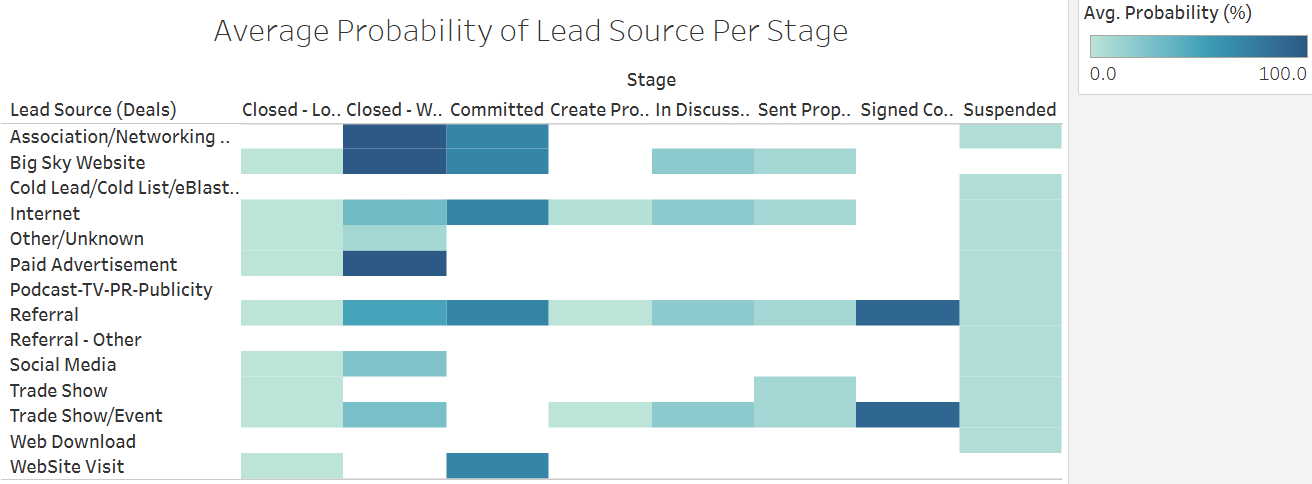 Average Probability of Lead Source Per Stage
Avg. Probability (%)
0.0 100.0
Stage
Lead Source (Deals) Closed - Lo.. Closed - W.. Committed Create Pro.. In Discuss.. Sent Prop.. Signed Co.. Suspended
Association/Networking ..
Big Sky Website
Cold Lead/Cold List/eBlast..
Internet
Other/Unknown
Paid Advertisement
Podcast-TV-PR-Publicity
Referral
Referral - Other
Social Media
Trade Show
Trade Show/Event
Web Download
WebSite Visit